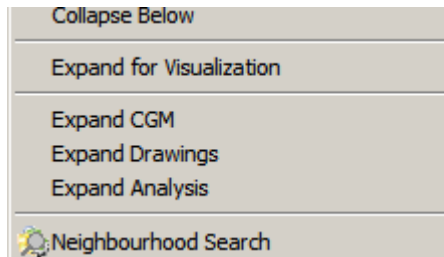 Collapse Below
Expand for Visualization
Expand CGM
Expand Drawings
Expand Analysis
Neighbourhood Search